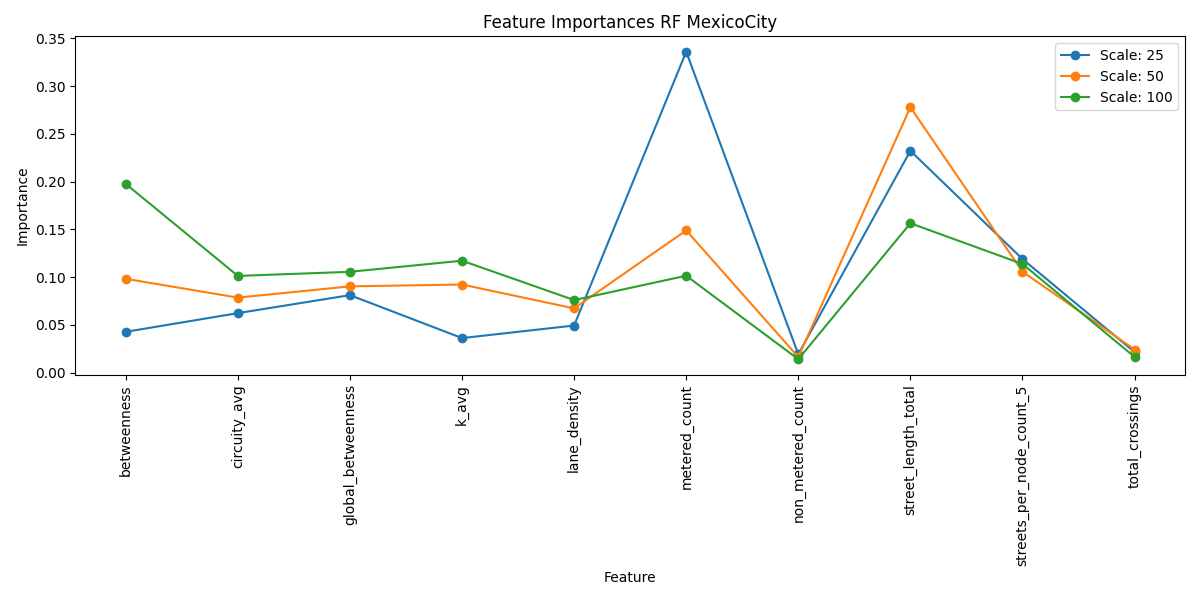 Feature Importances RF MexicoCity
Scale: 25
Scale: 50
Scale: 100
Importance
0.35
0.30
0.25
0.20
0.15
0.10
0.05
0.00
betweenness
circuity_avg
global_betweenness
k_avg
lane_density
metered_count
non_metered_count
street_length_total
streets_per_node_count_5
total_crossings
Feature